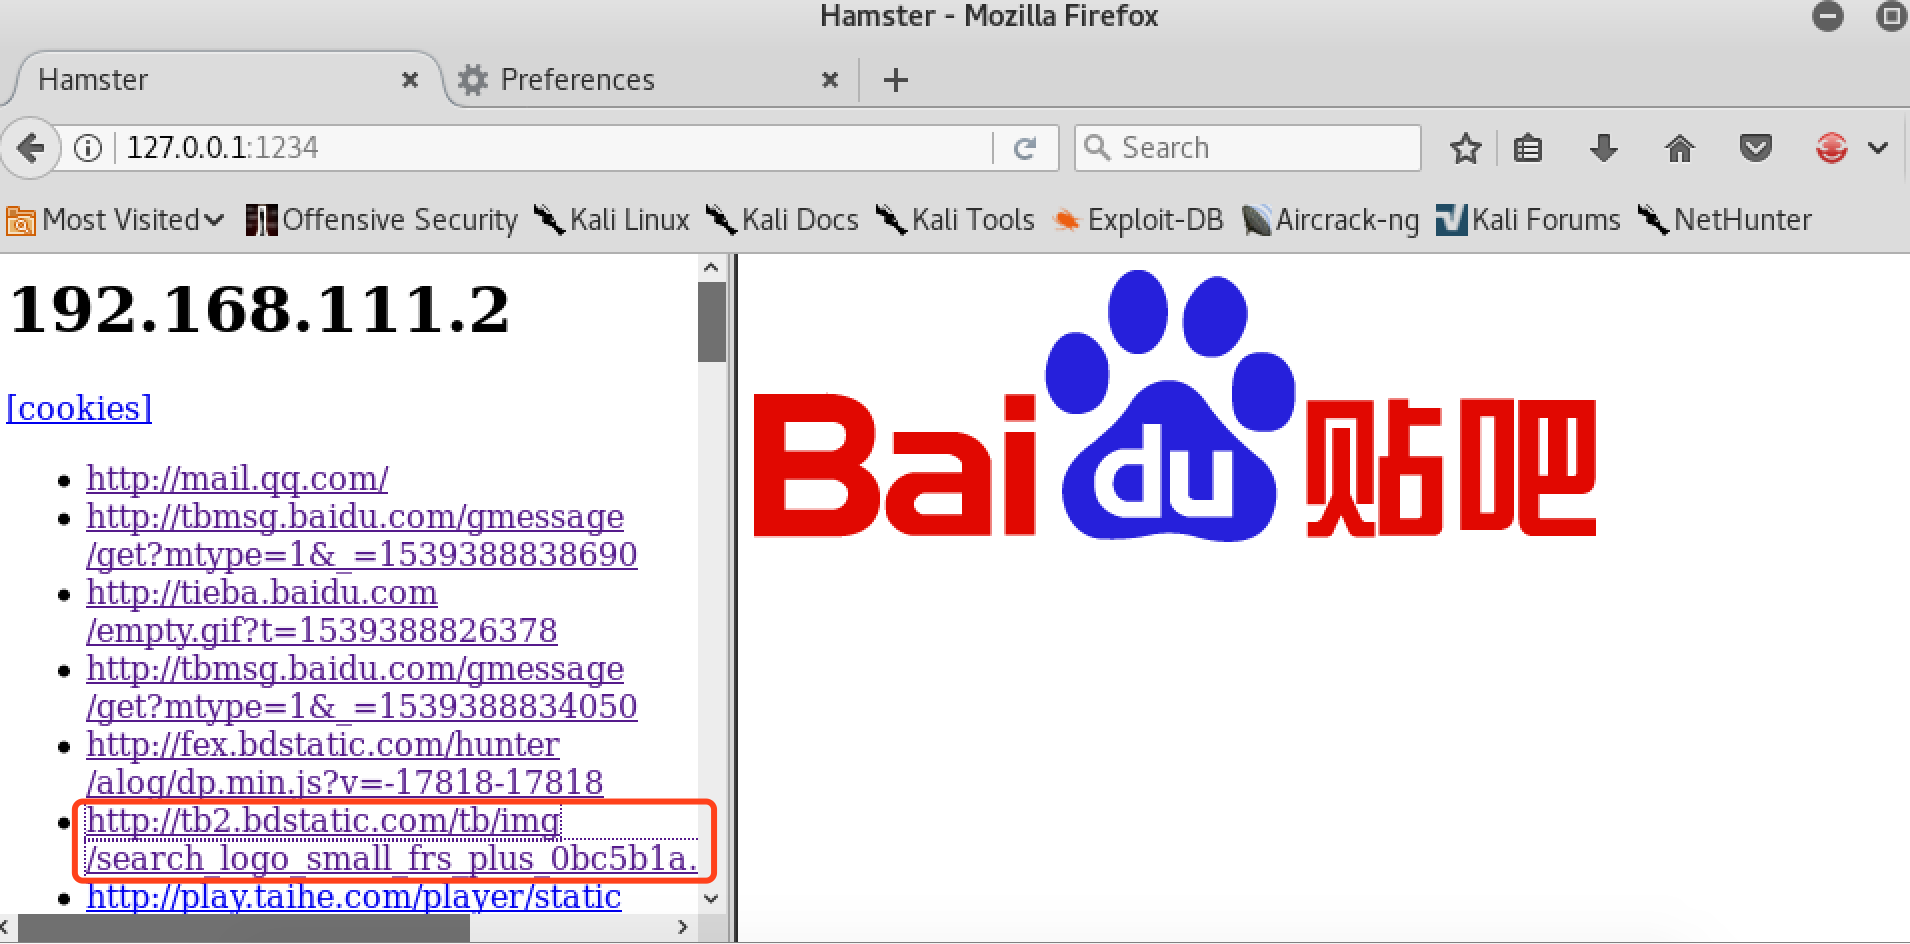 Hamster - Mozilla Firefox
Hamster
Preferences
127.0.0.1:1234
Search
Most Visited
Offensive Security
Kali Linux
Kali Docs
Kali Tools
Exploit-DB
Aircrack-ng
Kali Forums
NetHunter
192.168.111.2
[cookies]
http://mail.qq.com/
http://tbmsg.baidu.com/gmessage
/get?mtype=1&_=1539388838690
http://tieba.baidu.com
/empty.gif?t=1539388826378
http://tbmsg.baidu.com/gmessage
/get?mtype=1&_=1539388834050
http://fex.bdstatic.com/hunter
/alog/dp.min.js?v=-17818-17818
http://tb2.bdstatic.com/tb/img
/search_logo_small_frs_plus_0bc5b1a.
http://play.taihe.com/player/static
Bai du 贴吧